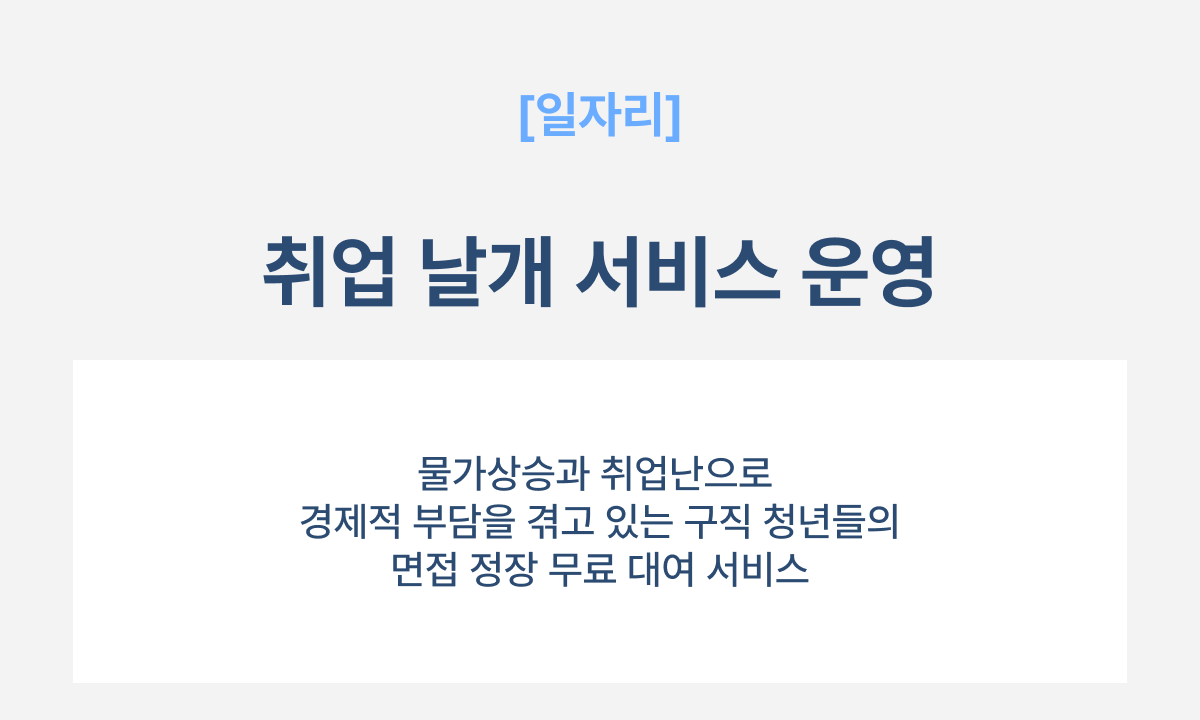 [일자리]
취업 날개 서비스 운영
물가상승과 취업난으로
경제적 부담을 겪고 있는 구직 청년들의
면접 정장 무료 대여 서비스